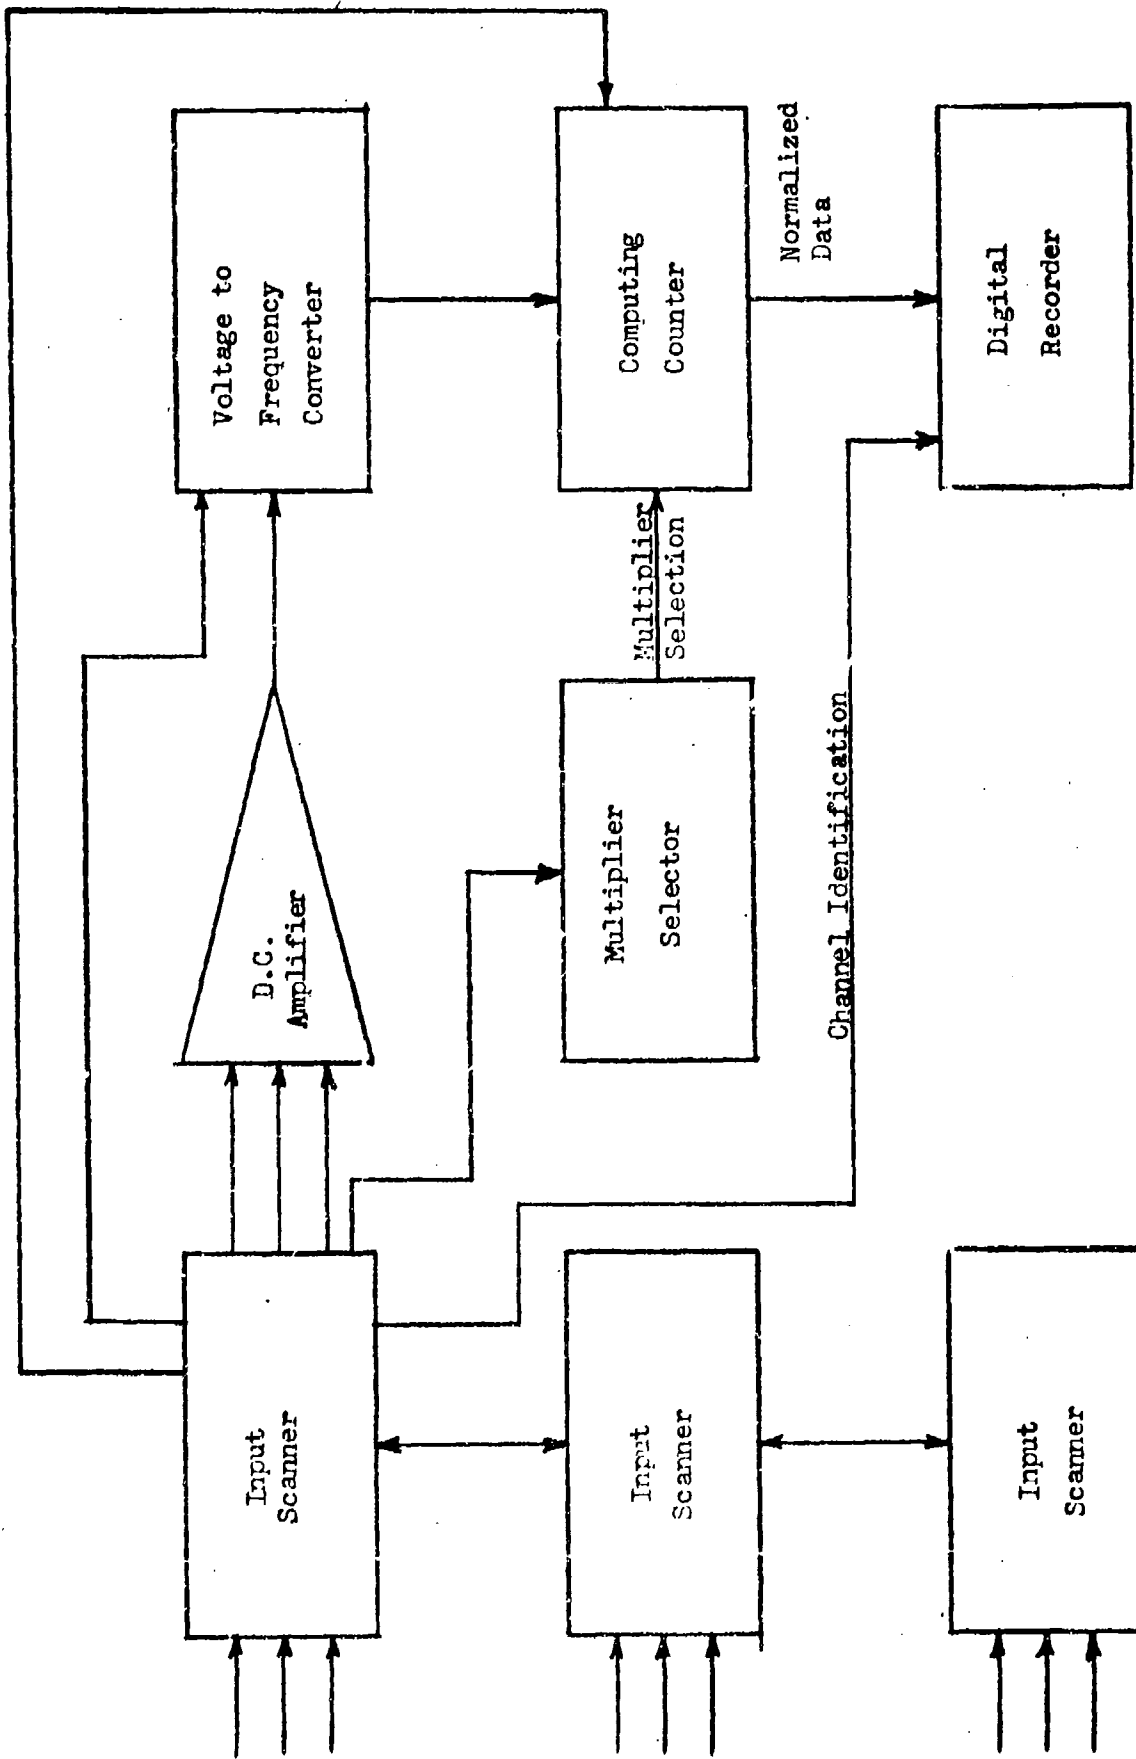 Input
Scanner
D.C.
Amplifier
Voltage to
Frequency
Converter
Input
Scanner
Multiplier
Selector
Multiplier
Selection
Computing
Counter
Normalized
Data
Channel Identification
Input
Scanner
Digital
Recorder